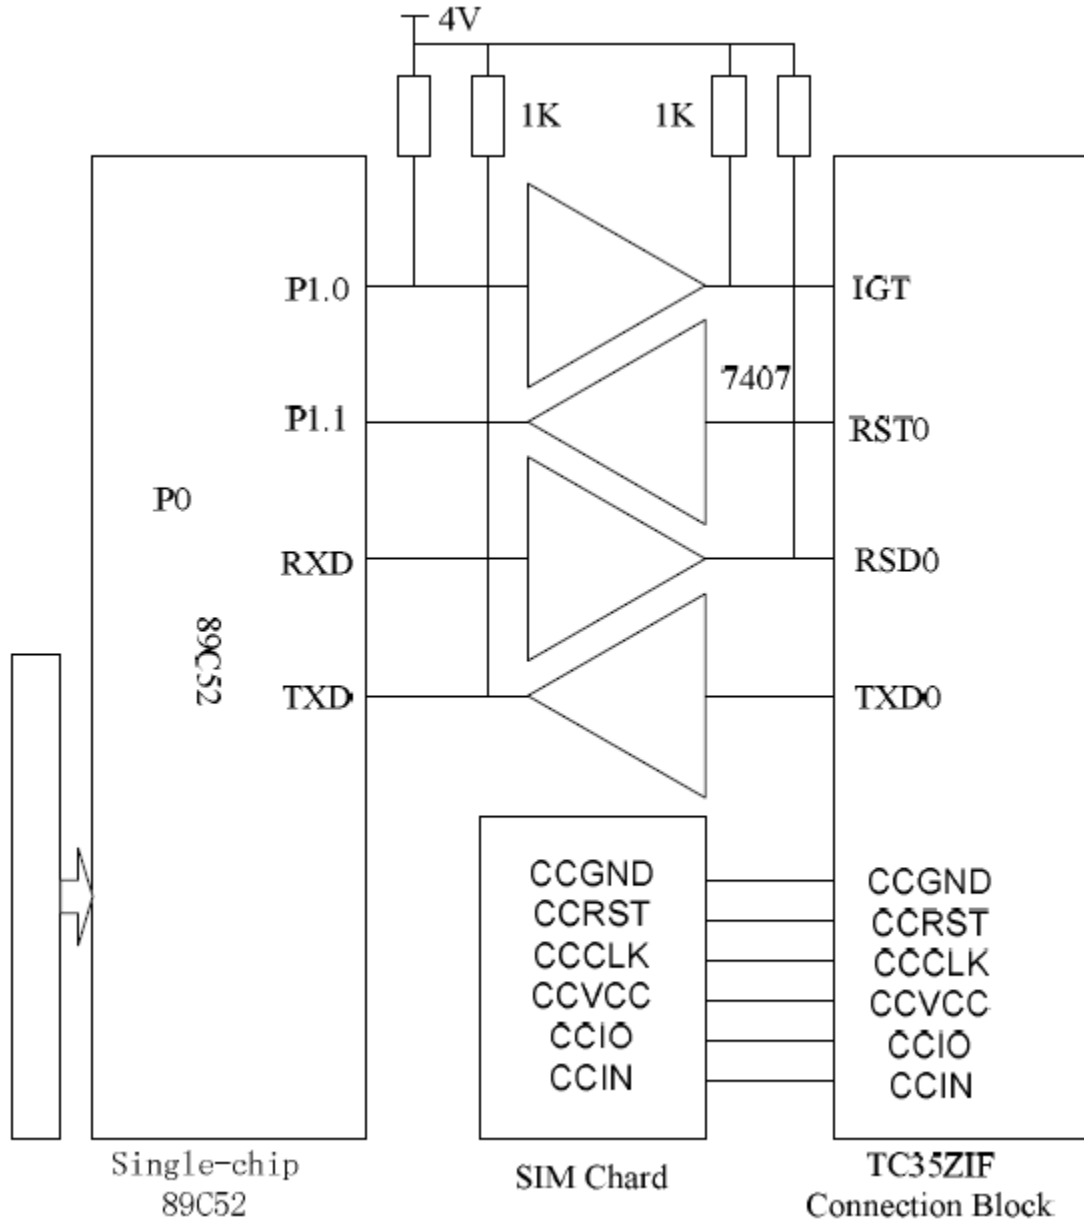 4V
1K
1K
P1.0
IGT
7407
P1.1
RST0
P0
RXD
RSD0
89C52
TXD
TXD0
CCGND
CCRST
CCCLK
CCVCC
CCIO
CCIN
CCGND
CCRST
CCCLK
CCVCC
CCIO
CCIN
Single-chip
89C52
SIM Chard
TC35ZIF
Connection Block